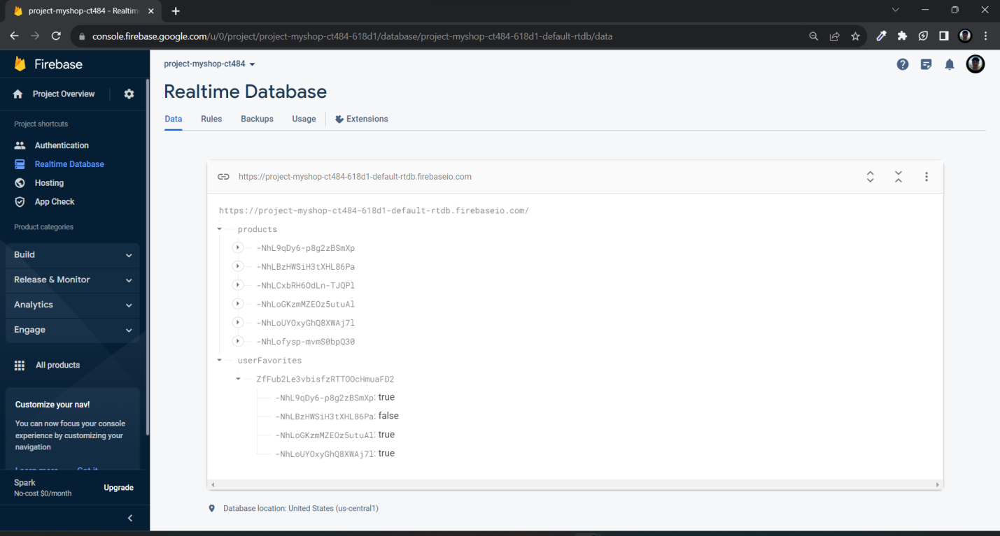 project-myshop-ct484 - Realtim
console.firebase.google.com/u/0/project/project-myshop-ct484-618d1/database/project-myshop-ct484-618d1-default-rtdb/data
Firebase
Project Overview
Project shortcuts
Authentication
Realtime Database
Hosting
App Check
Product categories
Build
Release & Monitor
Analytics
Engage
All products
Customize your nav!
You can now focus your console
experience by customizing your
navigation
Learn more Got it
Spark
No-cost $0/month
Upgrade
project-myshop-ct484
Realtime Database
Data Rules Backups Usage Extensions
https://project-myshop-ct484-618d1-default-rtdb.firebaseio.com
https://project-myshop-ct484-618d1-default-rtdb.firebaseio.com/
products
-NhL9qDy6-p8g2zBSmXp
-NhLBzHWSiH3tXHL86Pa
-NhLCxbRH6OdLn-TJQPl
-NhLoGKzmMZEOz5utuAl
-NhLoUYOxyGhQ8XWAj7l
-NhLofysp-mvmS0bpQ30
userFavorites
ZfFub2Le3vbisfzRTTOOcHmuaFD2
-NhL9qDy6-p8g2zBSmXp: true
-NhLBzHWSiH3tXHL86Pa: false
-NhLoGKzmMZEOz5utuAl: true
-NhLoUYOxyGhQ8XWAj7l: true
Database location: United States (us-central1)